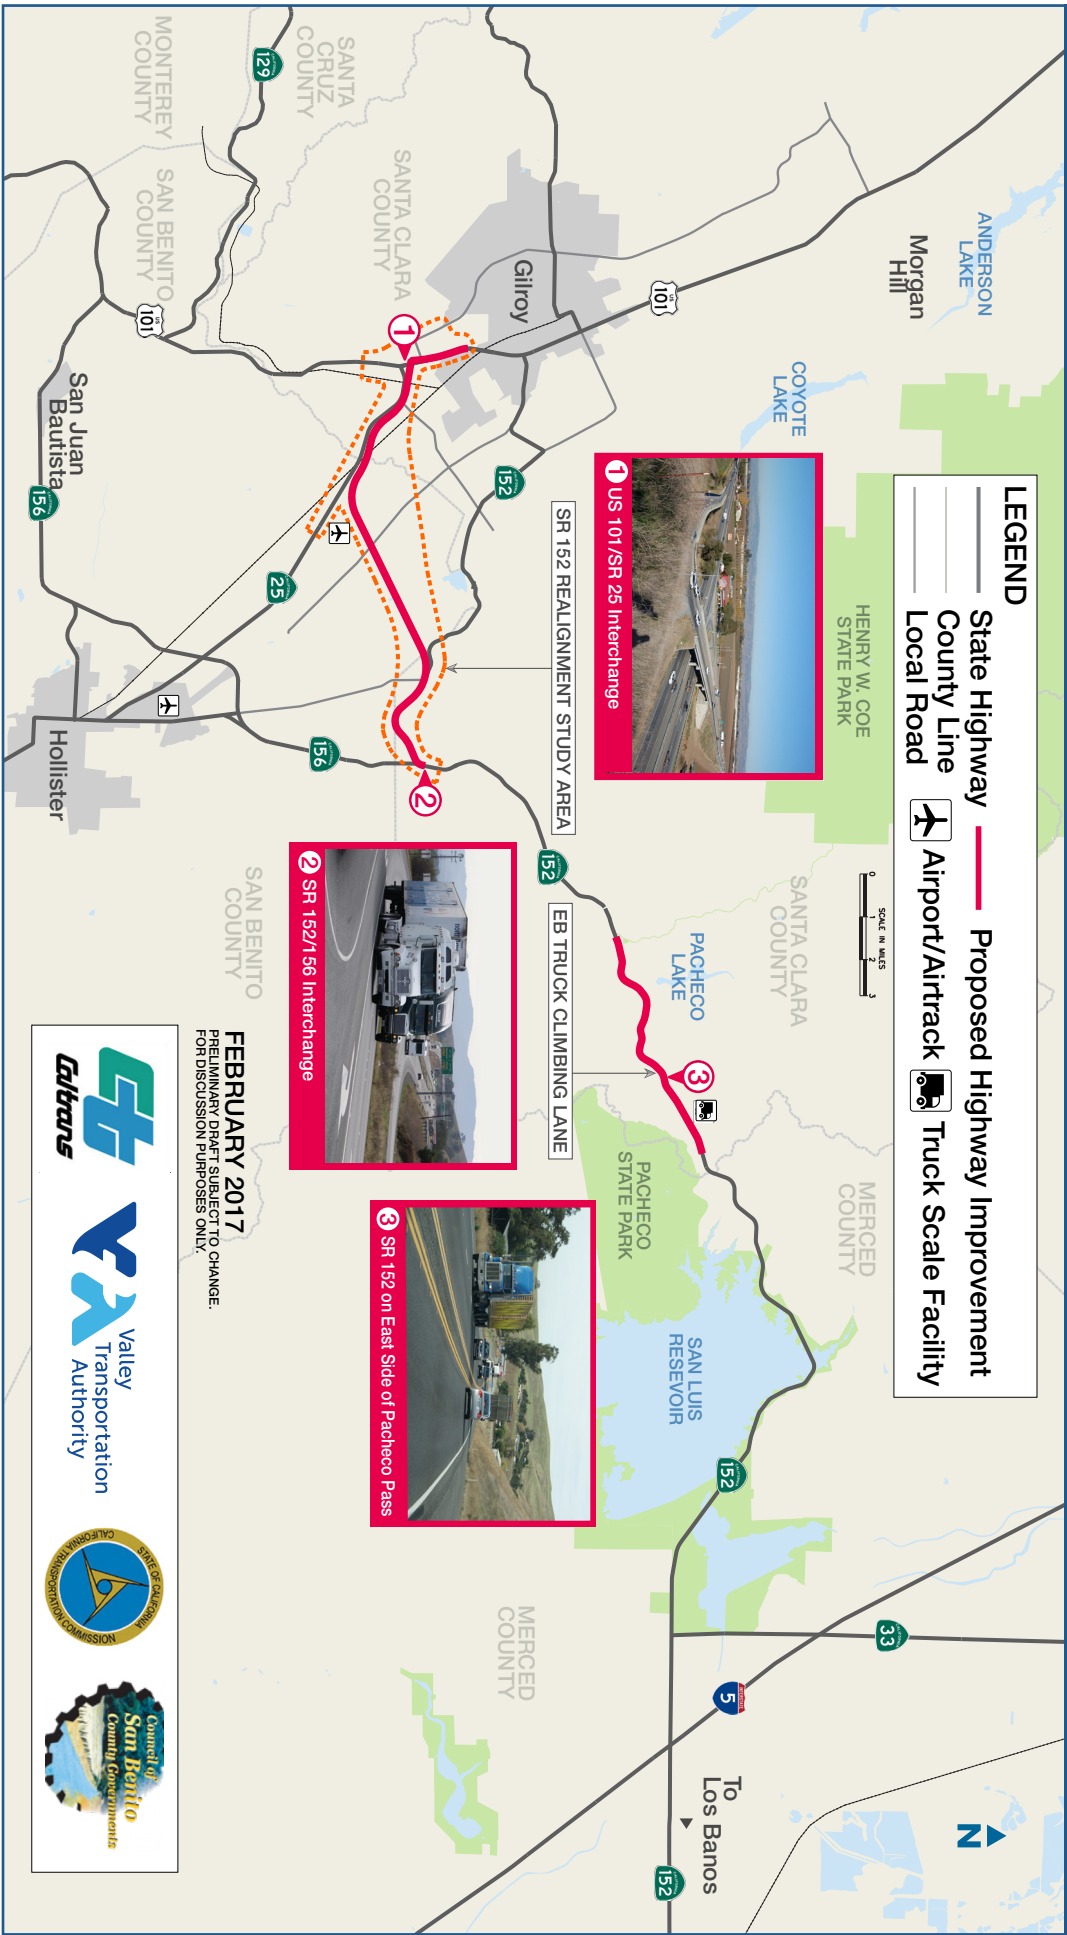 LEGEND
State Highway
Proposed Highway Improvement
County Line
Local Road
Airport/Airtrack
Truck Scale Facility
0 1 2 3
SCALE IN MILES
N
ANDERSON
LAKE
Morgan
Hill
COYOTE
LAKE
HENRY W. COE
STATE PARK
SANTA CLARA
COUNTY
MERCED
COUNTY
33
5
To
Los Banos
152
152
PACHECO
LAKE
SAN LUIS
RESEVOIR
PACHECO
STATE PARK
101
US
Gilroy
1 US 101/SR 25 Interchange
SR 152 REALIGNMENT STUDY AREA
152
152
EB TRUCK CLIMBING LANE
3
3 SR 152 on East Side of Pacheco Pass
MERCED
COUNTY
SANTA
CRUZ
COUNTY
SANTA CLARA
COUNTY
1
2
2 SR 152/156 Interchange
129
MONTEREY
COUNTY
SAN BENITO
COUNTY
US
101
25
156
SAN BENITO
COUNTY
San Juan
Bautista
156
Hollister
FEBRUARY 2017
PRELIMINARY DRAFT SUBJECT TO CHANGE.
FOR DISCUSSION PURPOSES ONLY.
Caltrans
Valley
Transportation
Authority
STATE OF CALIFORNIA
CALIFORNIA TRANSPORTATION COMMISSION
Council of
San Benito
County Governments